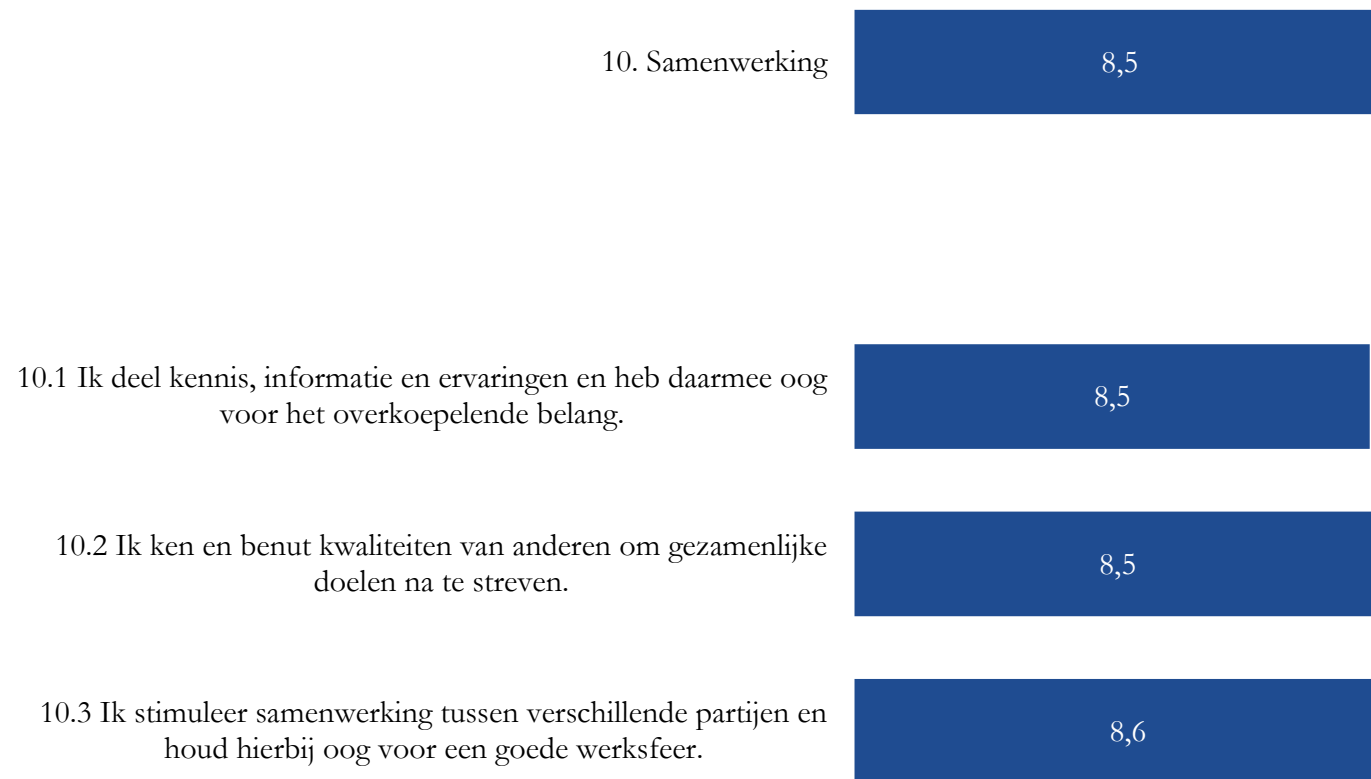 10. Samenwerking
8,5
10.1 Ik deel kennis, informatie en ervaringen en heb daarmee oog
voor het overkoepelende belang.
8,5
10.2 Ik ken en benut kwaliteiten van anderen om gezamenlijke
doelen na te streven.
8,5
10.3 Ik stimuleer samenwerking tussen verschillende partijen en
houd hierbij oog voor een goede werksfeer.
8,6